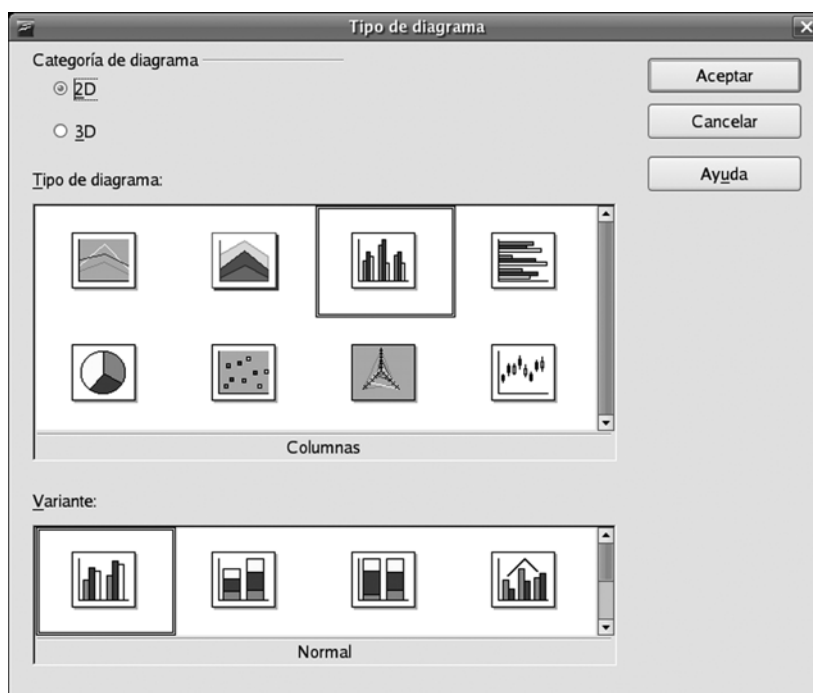 Tipo de diagrama
Categoría de diagrama
2D
3D
Aceptar
Cancelar
Ayuda
Tipo de diagrama:
Columnas
Variante:
Normal